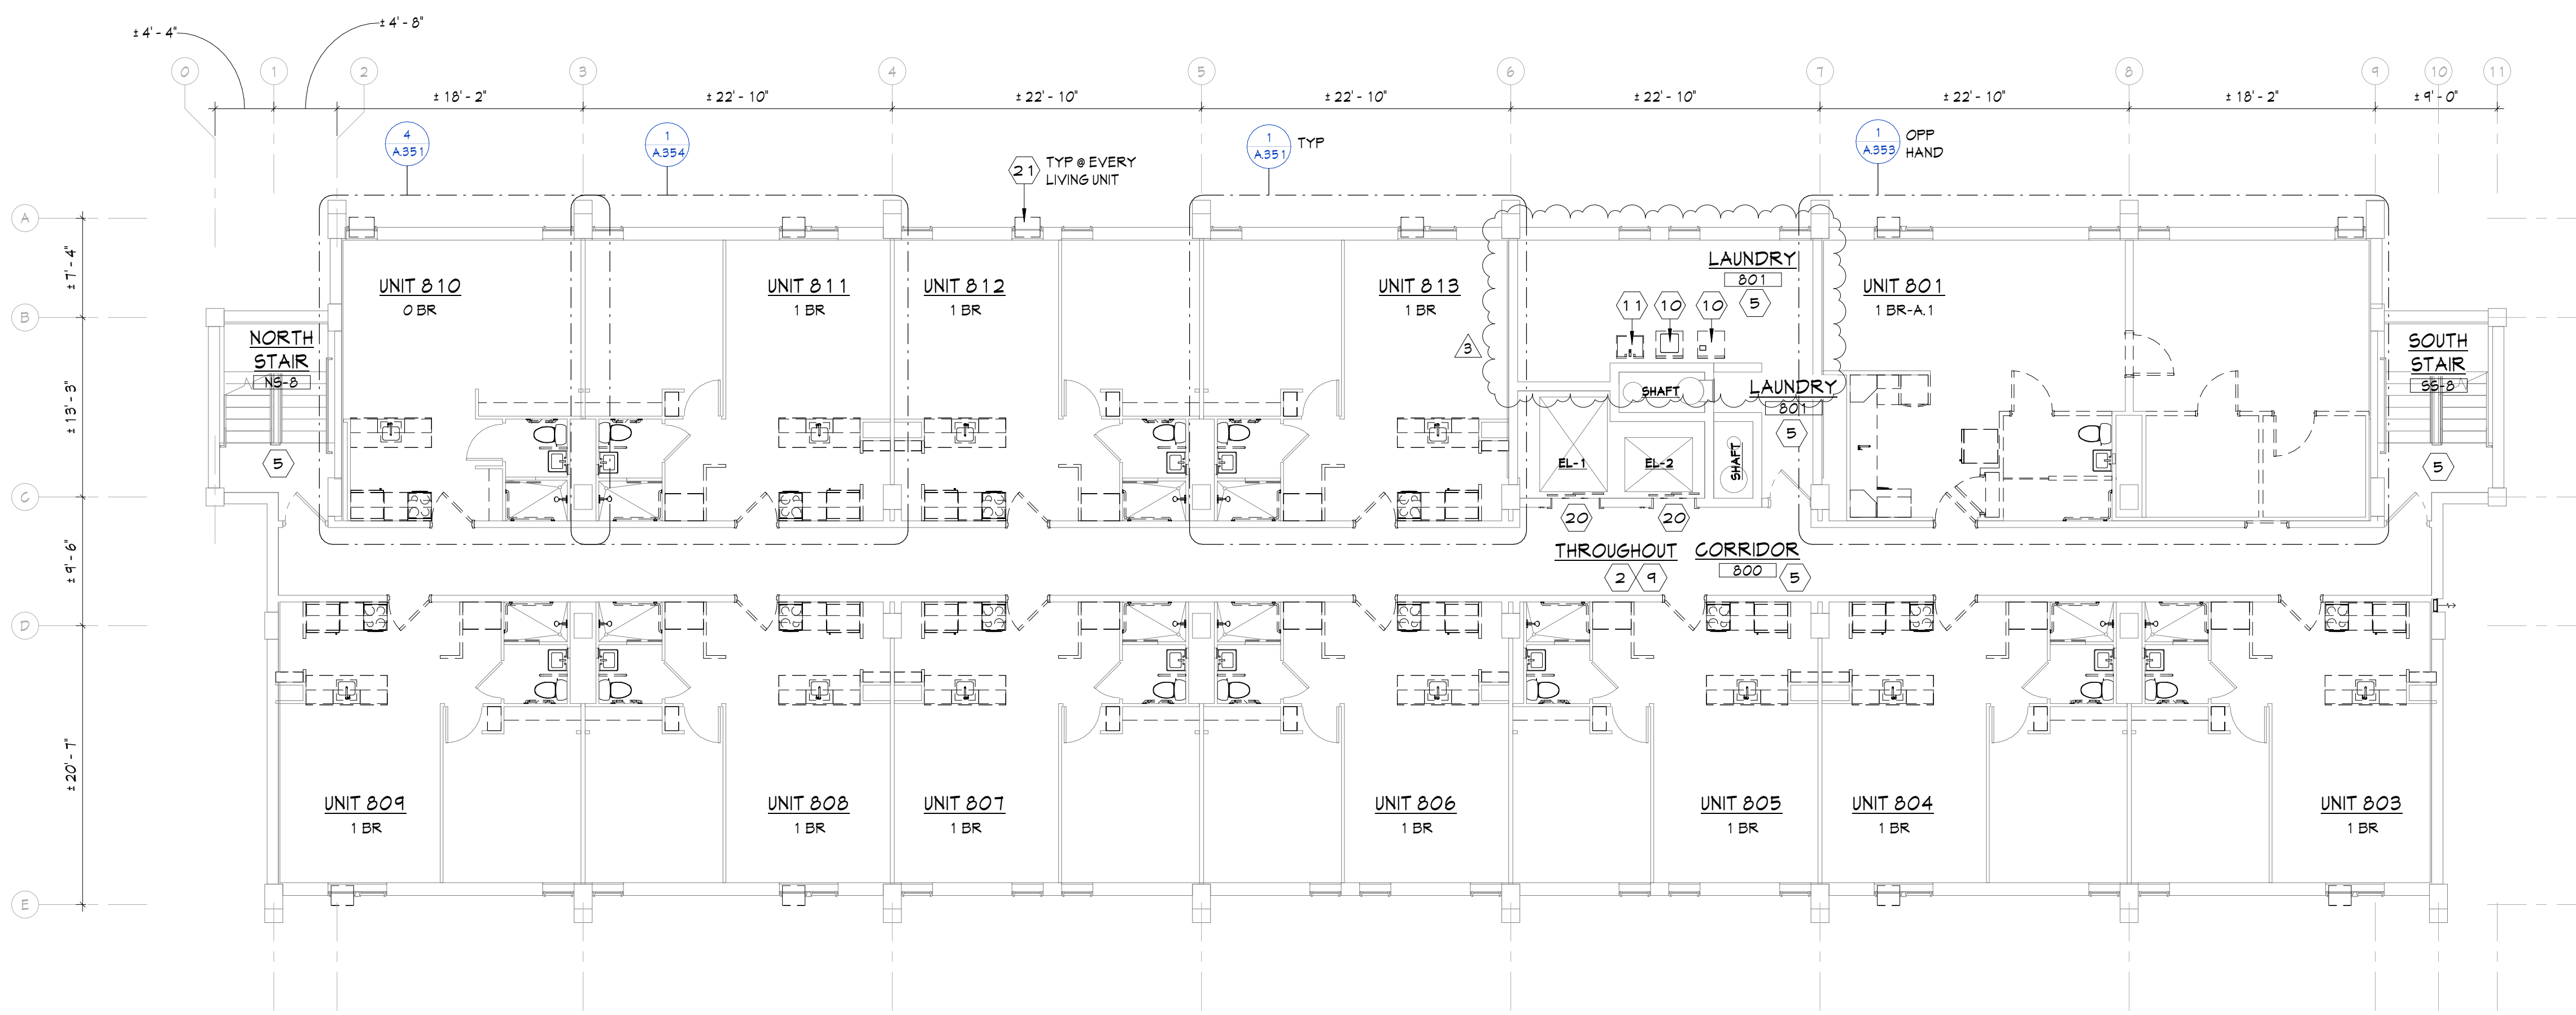 ± 4' - 4"
± 4' - 8"
0
1
2
3
4
5
6
7
8
9
10
11
± 18' - 2"
± 22' - 10"
± 22' - 10"
± 22' - 10"
± 22' - 10"
± 22' - 10"
± 18' - 2"
± 9' - 0"
4
A.351
1
A.354
1
A.351
TYP
1
A.353
OPP
HAND
21
TYP @ EVERY
LIVING UNIT
A
B
C
D
E
± 7' - 4"
± 13' - 3"
± 9' - 6"
± 20' - 7"
UNIT 810
0 BR
UNIT 811
1 BR
UNIT 812
1 BR
UNIT 813
1 BR
LAUNDRY
801
5
11
10
10
3
UNIT 801
1 BR-A.1
NORTH
STAIR
NS-8
5
SOUTH
STAIR
SS-8
5
SHAFT
LAUNDRY
801
5
EL-1
EL-2
SHAFT
20
20
THROUGHOUT
2
9
CORRIDOR
800
5
UNIT 809
1 BR
UNIT 808
1 BR
UNIT 807
1 BR
UNIT 806
1 BR
UNIT 805
1 BR
UNIT 804
1 BR
UNIT 803
1 BR